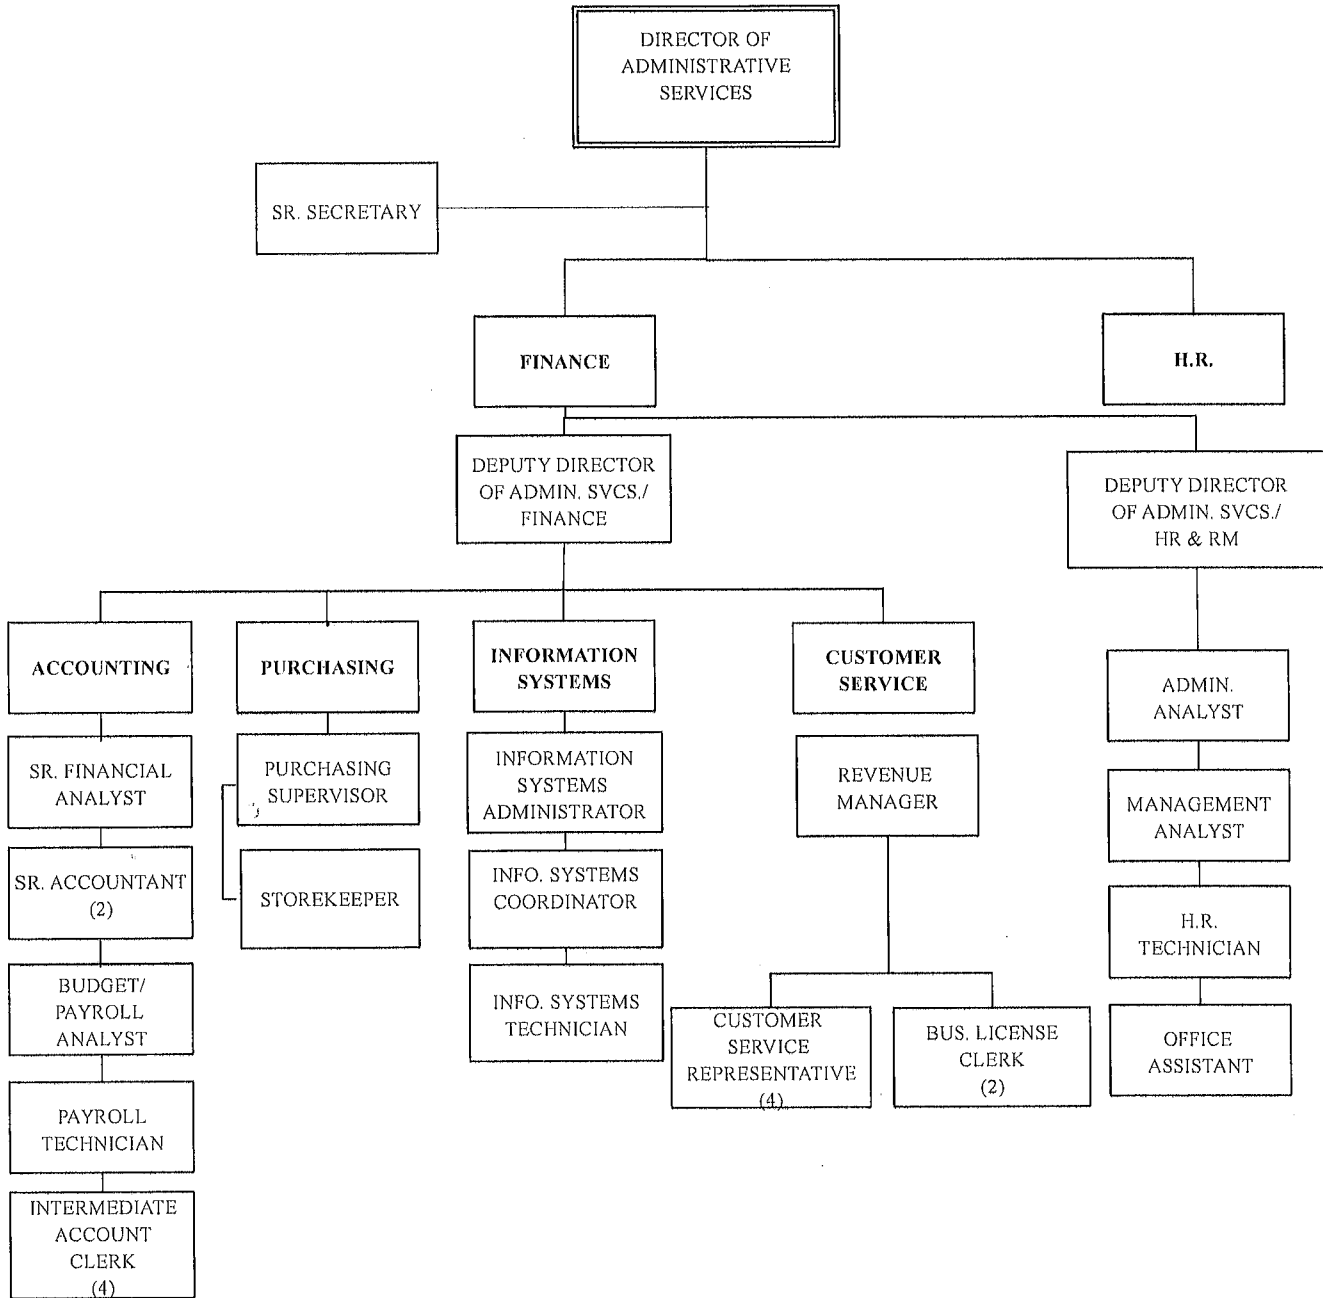 DIRECTOR OF
ADMINISTRATIVE
SERVICES
SR. SECRETARY
FINANCE
H.R.
DEPUTY DIRECTOR
OF ADMIN. SVCS./
FINANCE
DEPUTY DIRECTOR
OF ADMIN. SVCS./
HR & RM
ACCOUNTING
PURCHASING
INFORMATION
SYSTEMS
CUSTOMER
SERVICE
ADMIN.
ANALYST
SR. FINANCIAL
ANALYST
PURCHASING
SUPERVISOR
INFORMATION
SYSTEMS
ADMINISTRATOR
REVENUE
MANAGER
MANAGEMENT
ANALYST
SR. ACCOUNTANT
(2)
STOREKEEPER
INFO. SYSTEMS
COORDINATOR
H.R.
TECHNICIAN
BUDGET/
PAYROLL
ANALYST
INFO. SYSTEMS
TECHNICIAN
CUSTOMER
SERVICE
REPRESENTATIVE
(4)
BUS. LICENSE
CLERK
(2)
OFFICE
ASSISTANT
PAYROLL
TECHNICIAN
INTERMEDIATE
ACCOUNT
CLERK
(4)